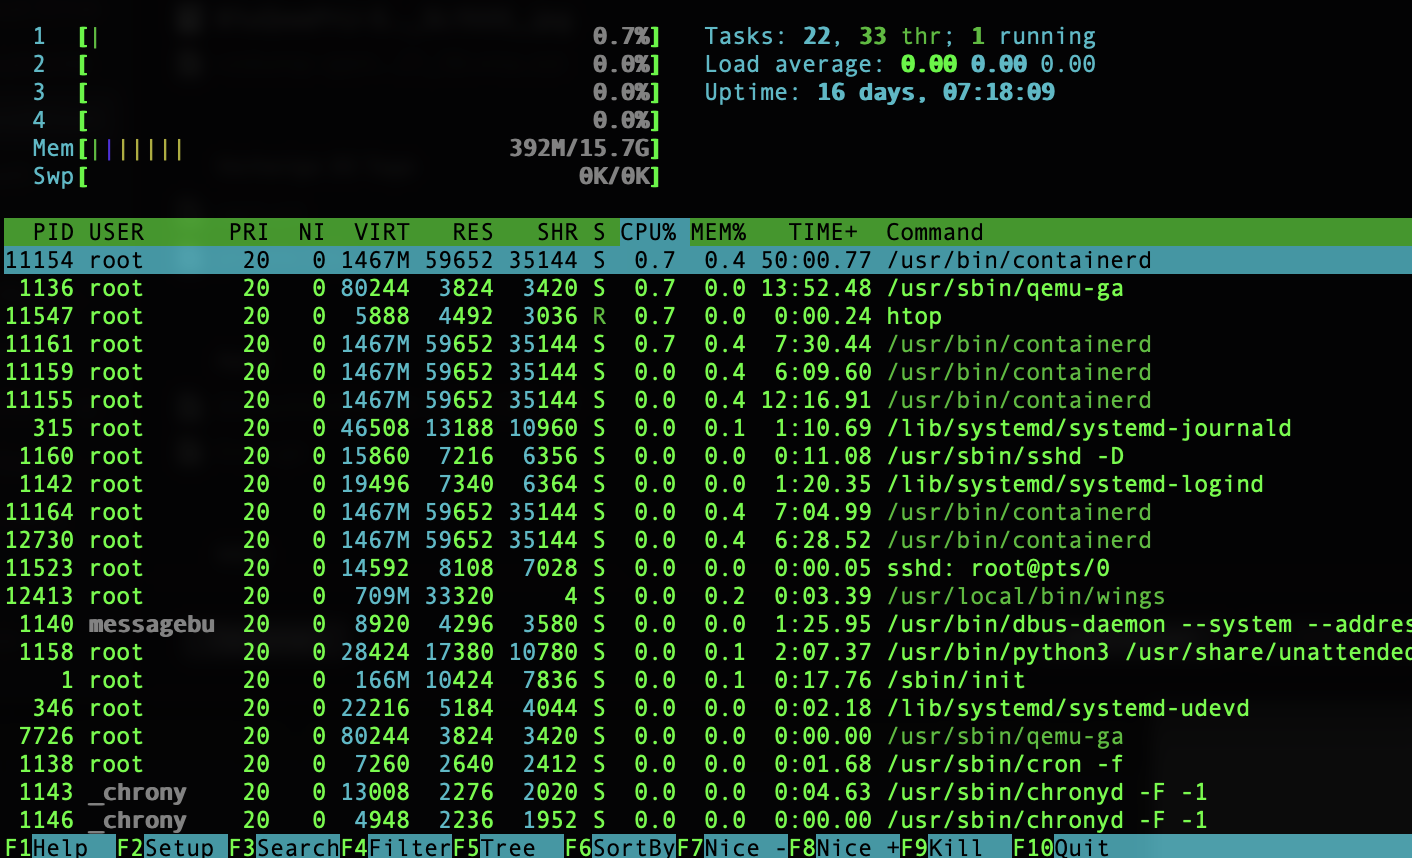 1 [| 0.7%] Tasks: 22, 33 thr; 1 running
2 [ 0.0%] Load average: 0.00 0.00 0.00
3 [ 0.0%] Uptime: 16 days, 07:18:09
4 [ 0.0%]
Mem[||||||| 392M/15.7G]
Swp[ 0K/0K]
PID USER PRI NI VIRT RES SHR S CPU% MEM% TIME+ Command
11154 root 20 0 1467M 59652 35144 S 0.7 0.4 50:00.77 /usr/bin/containerd
1136 root 20 0 80244 3824 3420 S 0.7 0.0 13:52.48 /usr/sbin/qemu-ga
11547 root 20 0 5888 4492 3036 R 0.7 0.0 0:00.24 htop
11161 root 20 0 1467M 59652 35144 S 0.7 0.4 7:30.44 /usr/bin/containerd
11159 root 20 0 1467M 59652 35144 S 0.0 0.4 6:09.60 /usr/bin/containerd
11155 root 20 0 1467M 59652 35144 S 0.0 0.4 12:16.91 /usr/bin/containerd
315 root 20 0 46508 13188 10960 S 0.0 0.1 1:10.69 /lib/systemd/systemd-journald
1160 root 20 0 15860 7216 6356 S 0.0 0.0 0:11.08 /usr/sbin/sshd -D
1142 root 20 0 19496 7340 6364 S 0.0 0.0 1:20.35 /lib/systemd/systemd-logind
11164 root 20 0 1467M 59652 35144 S 0.0 0.4 7:04.99 /usr/bin/containerd
12730 root 20 0 1467M 59652 35144 S 0.0 0.4 6:28.52 /usr/bin/containerd
11523 root 20 0 14592 8108 7028 S 0.0 0.0 0:00.05 sshd: root@pts/0
12413 root 20 0 709M 33320 4 S 0.0 0.2 0:03.39 /usr/local/bin/wings
1140 messagebu 20 0 8920 4296 3580 S 0.0 0.0 1:25.95 /usr/bin/dbus-daemon --system --addres
1158 root 20 0 28424 17380 10780 S 0.0 0.1 2:07.37 /usr/bin/python3 /usr/share/unattended
1 root 20 0 166M 10424 7836 S 0.0 0.1 0:17.76 /sbin/init
346 root 20 0 22216 5184 4044 S 0.0 0.0 0:02.18 /lib/systemd/systemd-udevd
7726 root 20 0 80244 3824 3420 S 0.0 0.0 0:00.00 /usr/sbin/qemu-ga
1138 root 20 0 7260 2640 2412 S 0.0 0.0 0:01.68 /usr/sbin/cron -f
1143 _chrony 20 0 13008 2276 2020 S 0.0 0.0 0:04.63 /usr/sbin/chronyd -F -1
1146 _chrony 20 0 4948 2236 1952 S 0.0 0.0 0:00.00 /usr/sbin/chronyd -F -1
F1Help F2Setup F3SearchF4FilterF5Tree F6SortByF7Nice -F8Nice +F9Kill F10Quit